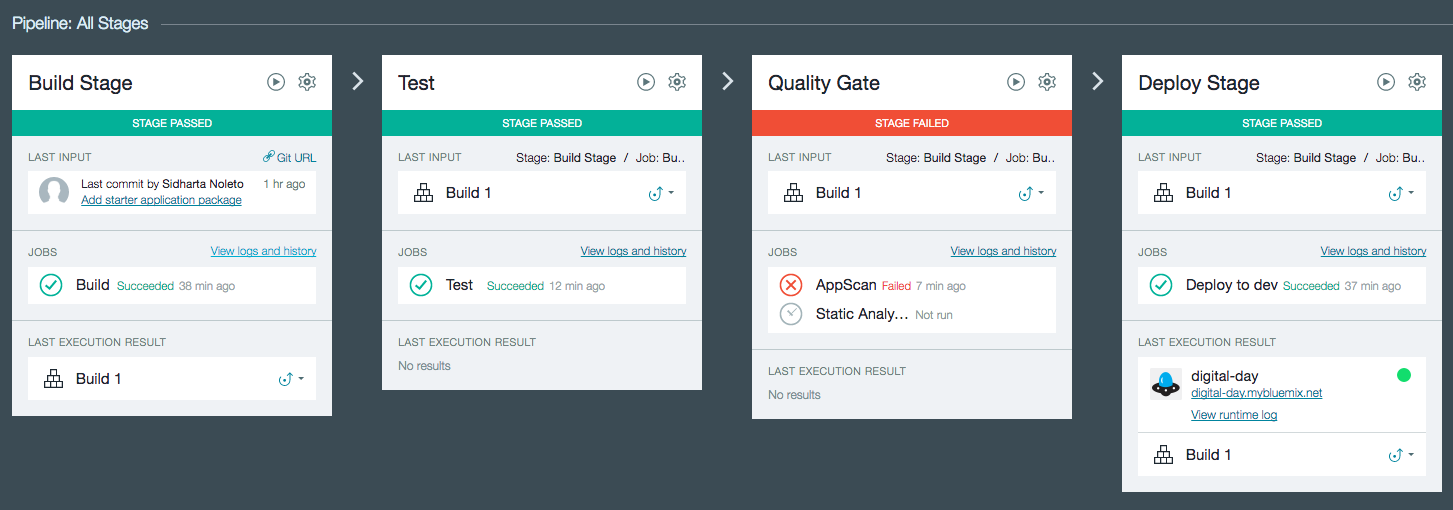 Pipeline: All Stages
Build Stage
STAGE PASSED
LAST INPUT Git URL
Last commit by Sidharta Noleto 1 hr ago
Add starter application package
JOBS View logs and history
Build Succeeded 38 min ago
LAST EXECUTION RESULT
Build 1
Test
STAGE PASSED
LAST INPUT Stage: Build Stage / Job: Bu..
Build 1
JOBS View logs and history
Test Succeeded 12 min ago
LAST EXECUTION RESULT
No results
Quality Gate
STAGE FAILED
LAST INPUT Stage: Build Stage / Job: Bu..
Build 1
JOBS View logs and history
AppScan Failed 7 min ago
Static Analy... Not run
LAST EXECUTION RESULT
No results
Deploy Stage
STAGE PASSED
LAST INPUT Stage: Build Stage / Job: Bu..
Build 1
JOBS View logs and history
Deploy to dev Succeeded 37 min ago
LAST EXECUTION RESULT
digital-day
digital-day.mybluemix.net
View runtime log
Build 1